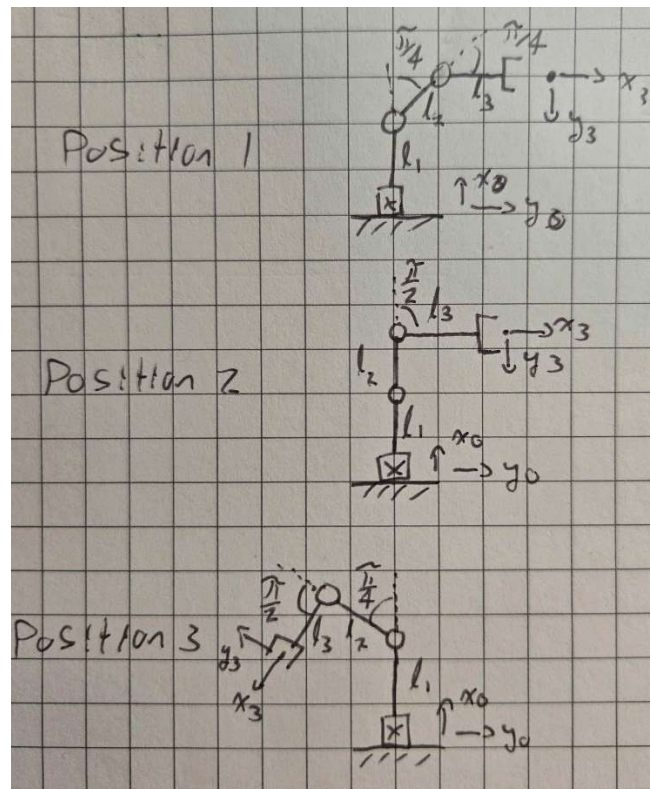 π/4 π/4
l₂ l₃ x₃
y₃
Position 1 l₁
x x₀
y₀
π/2
l₃
x₃
l₂ y₃
Position 2
l₁ x₀
x y₀
π/2 π/4
Position 3 l₃ l₂
y₃ l₁
x₃ x₀
x y₀